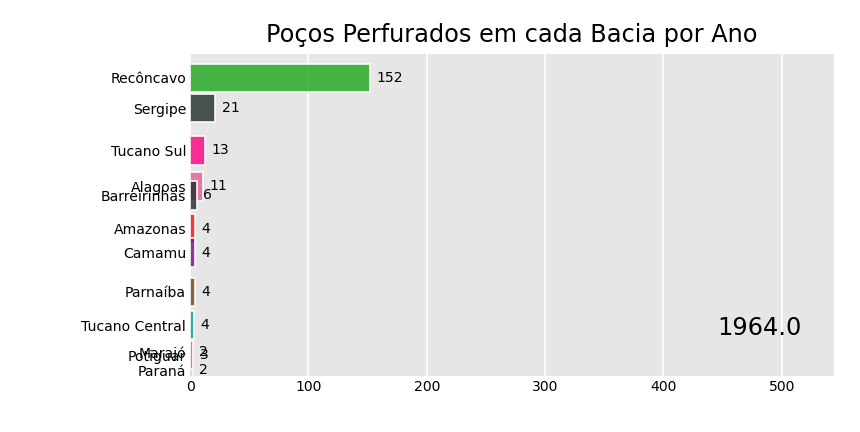 Poços Perfurados em cada Bacia por Ano
Recôncavo 152
Sergipe 21
Tucano Sul 13
Alagoas 11
Barreirinhas 6
Amazonas 4
Camamu 4
Parnaíba 4
Tucano Central 4
1964.0
Marajó 2
Potiguar 3
Paraná 2
0 100 200 300 400 500